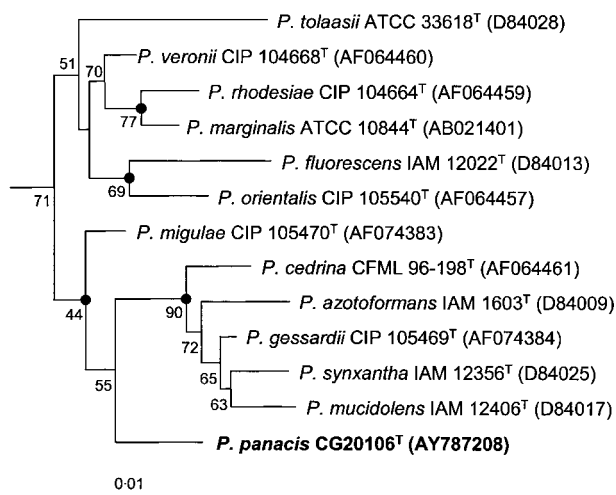 P. tolaasii ATCC 33618T (D84028)
51
70
P. veronii CIP 104668T (AF064460)
P. rhodesiae CIP 104664T (AF064459)
77
P. marginalis ATCC 10844T (AB021401)
P. fluorescens IAM 12022T (D84013)
69
P. orientalis CIP 105540T (AF064457)
71
P. migulae CIP 105470T (AF074383)
P. cedrina CFML 96-198T (AF064461)
44
90
P. azotoformans IAM 1603T (D84009)
P. gessardii CIP 105469T (AF074384)
72
P. synxantha IAM 12356T (D84025)
65
55
63
P. mucidolens IAM 12406T (D84017)
P. panacis CG20106T (AY787208)
0·01